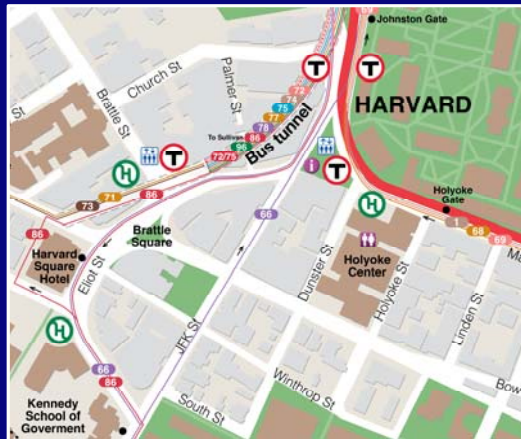 69
Johnston Gate
T
T
HARVARD
Church St
Palmer St
Brattle St
72
74
75
77
78
To Sullivan
86
96
72/75
Bus tunnel
H
T
i
T
H
71
86
73
66
Holyoke
Gate
1
68
69
86
Harvard
Square
Hotel
Brattle
Square
Eliot St
JFK St
Dunster St
Holyoke
Center
Holyoke St
Linden St
H
66
86
Winthrop St
South St
Kennedy
School of
Goverment